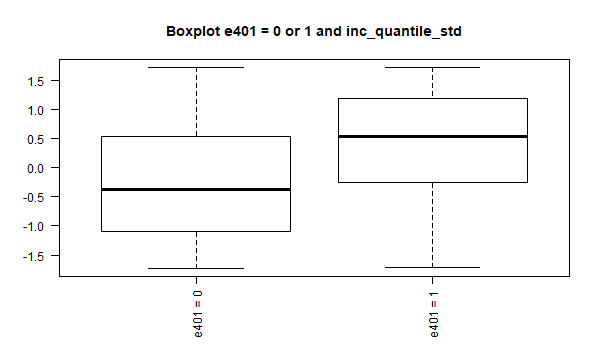 Boxplot e401 = 0 or 1 and inc_quantile_std
1.5
1.0
0.5
0.0
-0.5
-1.0
-1.5
e401 = 0
e401 = 1